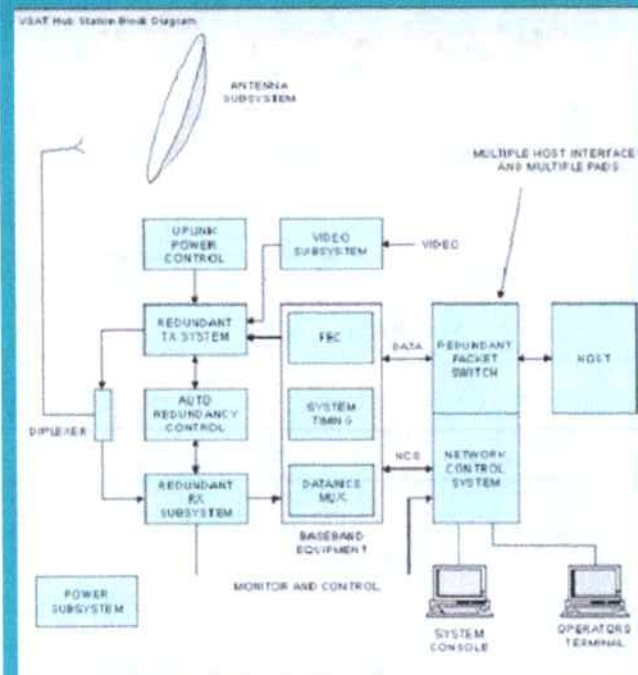 VSAT Hub Station Block Diagram
ANTENNA
SUBSYSTEM
MULTIPLE HOST INTERFACE
AND MULTIPLE PADS
UPLINK
POWER
CONTROL
VIDEO
SUBSYSTEM
VIDEO
REDUNDANT
TX SYSTEM
FEC
DATA
REDUNDANT
PACKET
SWITCH
HOST
AUTO
REDUNDANCY
CONTROL
SYSTEM
TIMING
DIPLEXER
NCS
NETWORK
CONTROL
SYSTEM
REDUNDANT
RX
SUBSYSTEM
DATA/NCS
MUX
BASEBAND
EQUIPMENT
MONITOR AND CONTROL
POWER
SUBSYSTEM
SYSTEM
CONSOLE
OPERATORS
TERMINAL